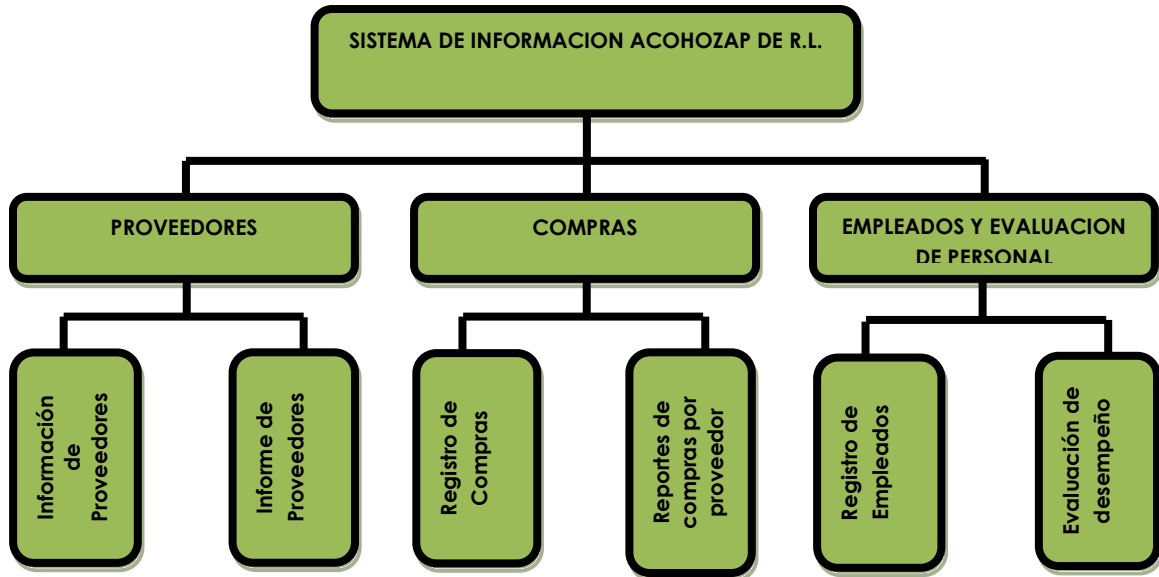 SISTEMA DE INFORMACION ACOHOZAP DE R.L.
PROVEEDORES
COMPRAS
EMPLEADOS Y EVALUACION
DE PERSONAL
Información
de
Proveedores
Informe de
Proveedores
Registro de
Compras
Reportes de
compras por
proveedor
Registro de
Empleados
Evaluación de
desempeño